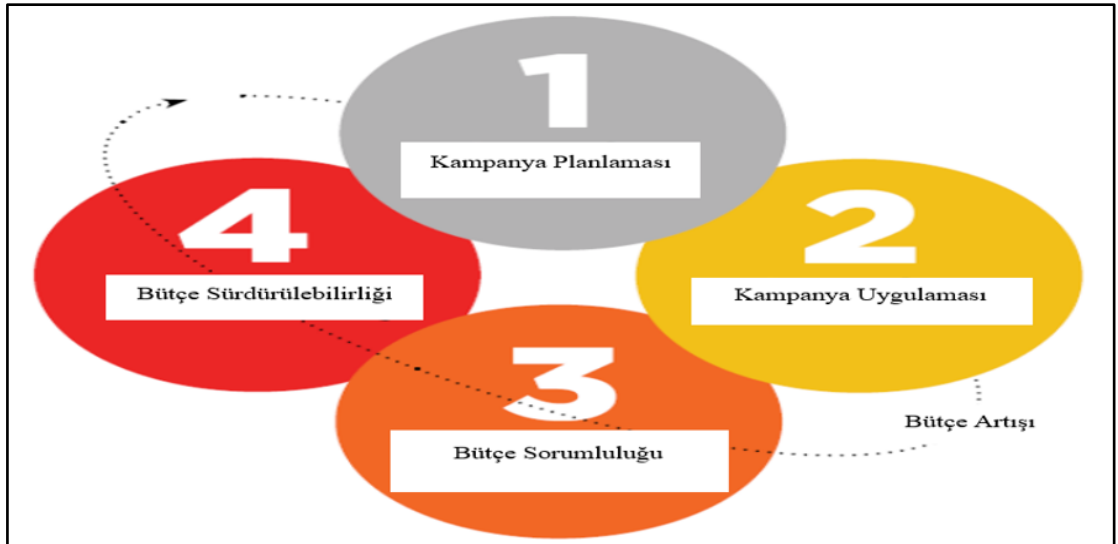 1
Kampanya Planlaması
2
Kampanya Uygulaması
Bütçe Artışı
3
Bütçe Sorumluluğu
4
Bütçe Sürdürülebilirliği